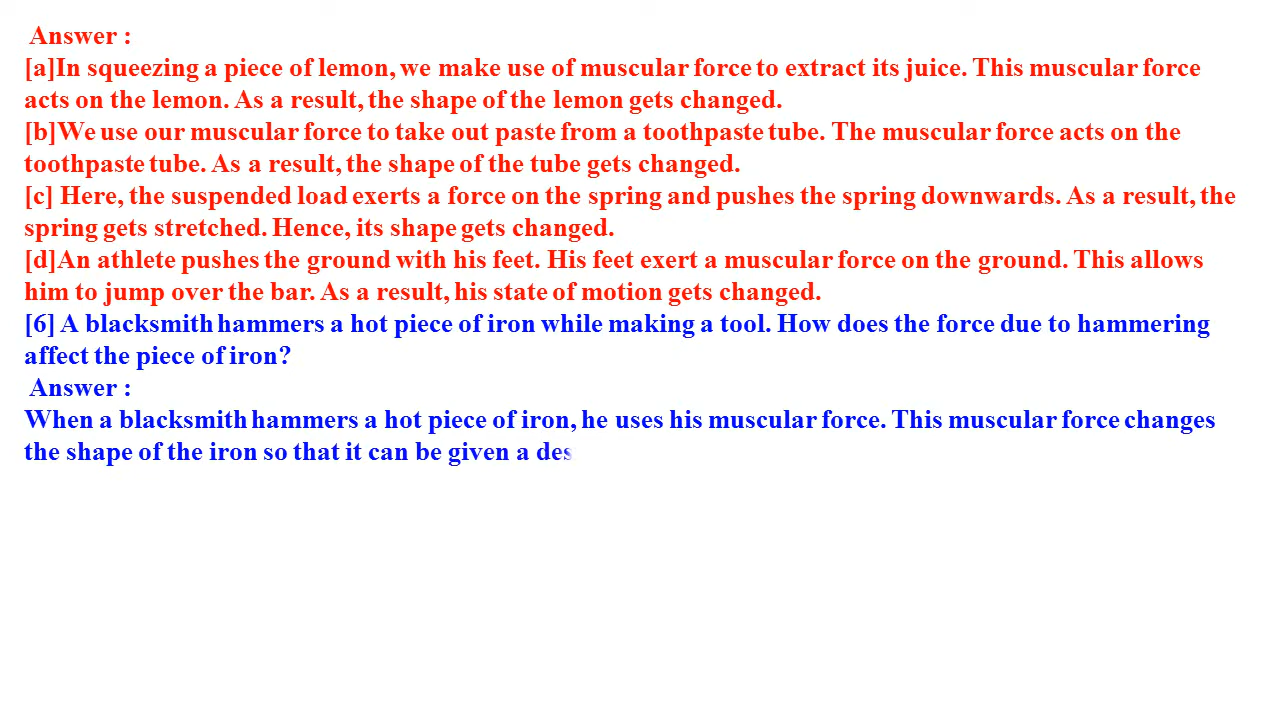 Answer :
[a]In squeezing a piece of lemon, we make use of muscular force to extract its juice. This muscular force
acts on the lemon. As a result, the shape of the lemon gets changed.
[b]We use our muscular force to take out paste from a toothpaste tube. The muscular force acts on the
toothpaste tube. As a result, the shape of the tube gets changed.
[c] Here, the suspended load exerts a force on the spring and pushes the spring downwards. As a result, the
spring gets stretched. Hence, its shape gets changed.
[d]An athlete pushes the ground with his feet. His feet exert a muscular force on the ground. This allows
him to jump over the bar. As a result, his state of motion gets changed.
[6] A blacksmith hammers a hot piece of iron while making a tool. How does the force due to hammering
affect the piece of iron?
Answer :
When a blacksmith hammers a hot piece of iron, he uses his muscular force. This muscular force changes
the shape of the iron so that it can be given a des